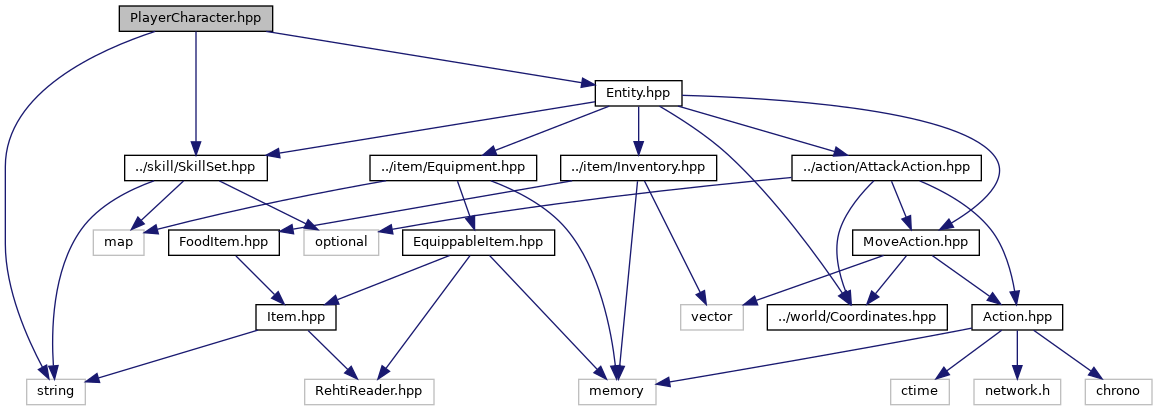 PlayerCharacter.hpp
Entity.hpp
../skill/SkillSet.hpp
../item/Equipment.hpp
../item/Inventory.hpp
../action/AttackAction.hpp
map
FoodItem.hpp
optional
EquippableItem.hpp
MoveAction.hpp
Item.hpp
vector
../world/Coordinates.hpp
Action.hpp
string
RehtiReader.hpp
memory
ctime
network.h
chrono